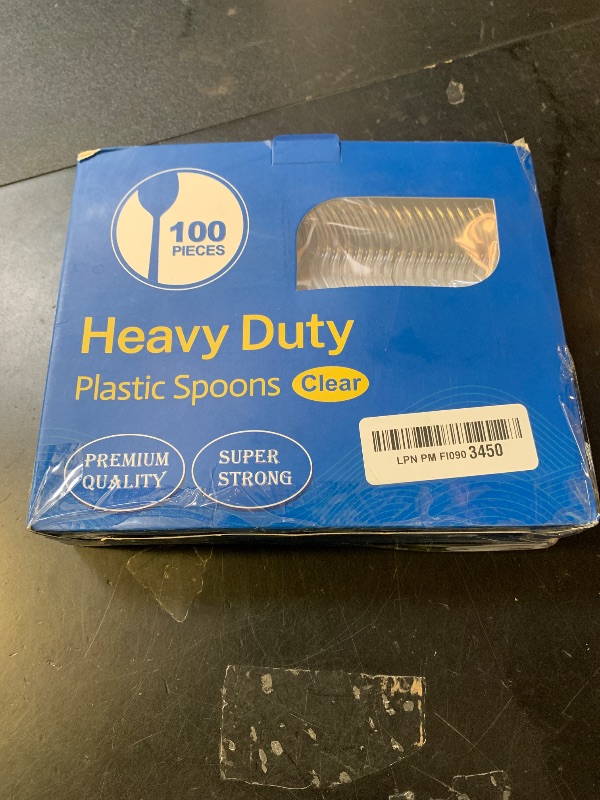 100
PIECES
Heavy Duty
Plastic Spoons Clear
PREMIUM
QUALITY
SUPER
STRONG
LPN PM FI090 3450